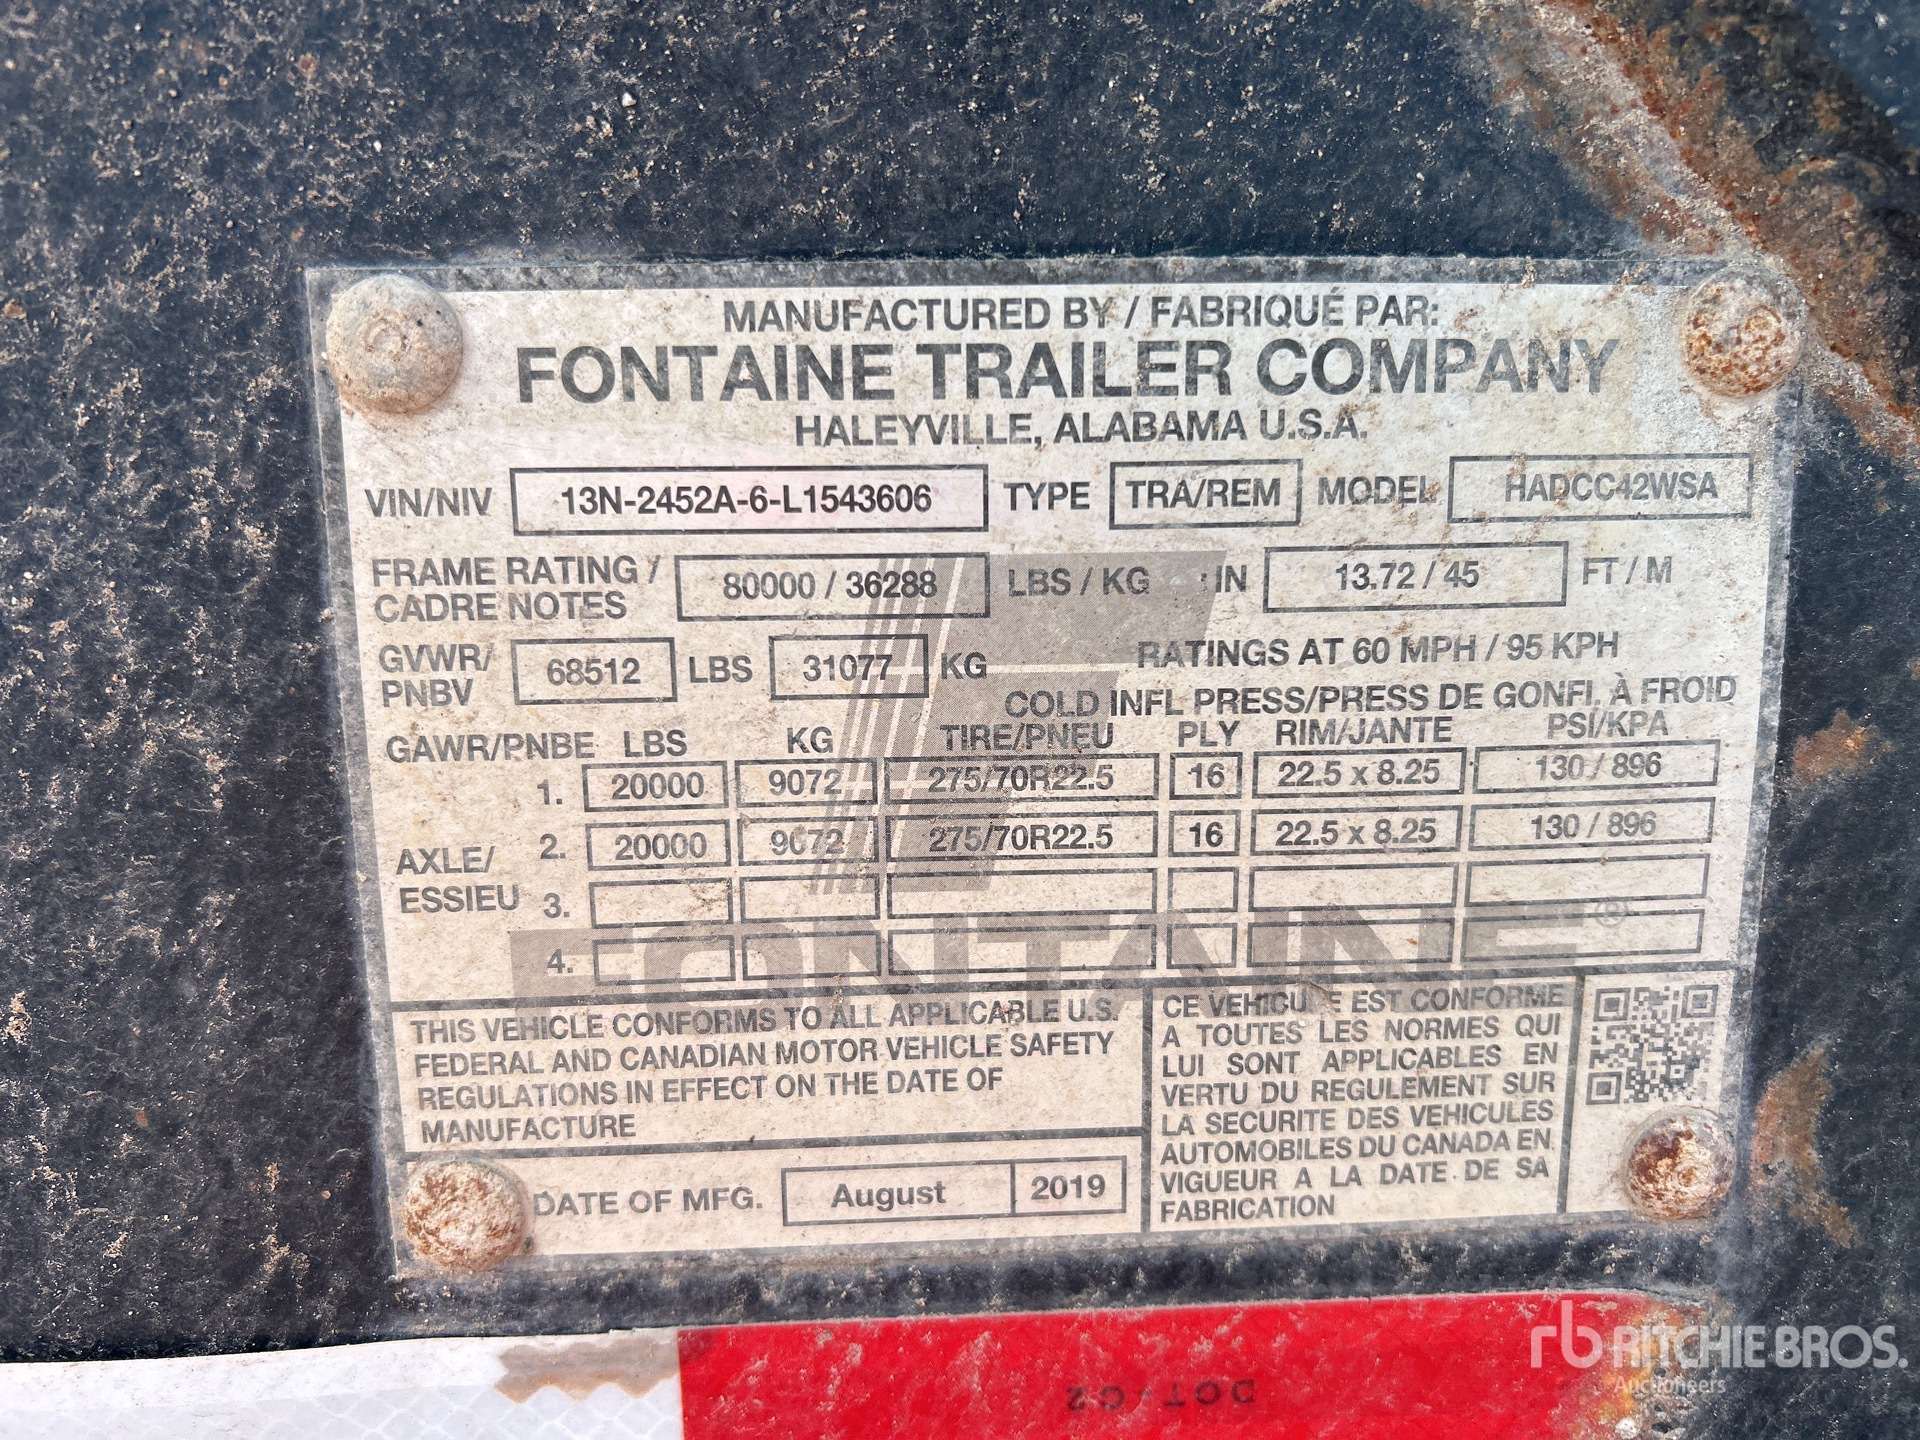 MANUFACTURED BY / FABRIQUÉ PAR:
FONTAINE TRAILER COMPANY
HALEYVILLE, ALABAMA U.S.A.
VIN/NIV 13N-2452A-6-L1543606 TYPE TRA/REM MODEL HADCC42WSA
FRAME RATING / CADRE NOTES 80000 / 36288 LBS / KG IN 13.72 / 45 FT / M
GVWR/ PNBV 68512 LBS 31077 KG RATINGS AT 60 MPH / 95 KPH
COLD INFL PRESS/PRESS DE GONFL. À FROID
GAWR/PNBE LBS KG TIRE/PNEU PLY RIM/JANTE PSI/KPA
1. 20000 9072 275/70R22.5 16 22.5 x 8.25 130 / 896
AXLE/ ESSIEU 2. 20000 9072 275/70R22.5 16 22.5 x 8.25 130 / 896
3.
4.
FONTAINE ®
THIS VEHICLE CONFORMS TO ALL APPLICABLE U.S.
FEDERAL AND CANADIAN MOTOR VEHICLE SAFETY
REGULATIONS IN EFFECT ON THE DATE OF
MANUFACTURE
DATE OF MFG. August 2019
CE VEHICULE EST CONFORME
A TOUTES LES NORMES QUI
LUI SONT APPLICABLES EN
VERTU DU REGULEMENT SUR
LA SECURITE DES VEHICULES
AUTOMOBILES DU CANADA EN
VIGUEUR A LA DATE DE SA
FABRICATION
DOT-C2
rb RITCHIE BROS.
Auctioneers